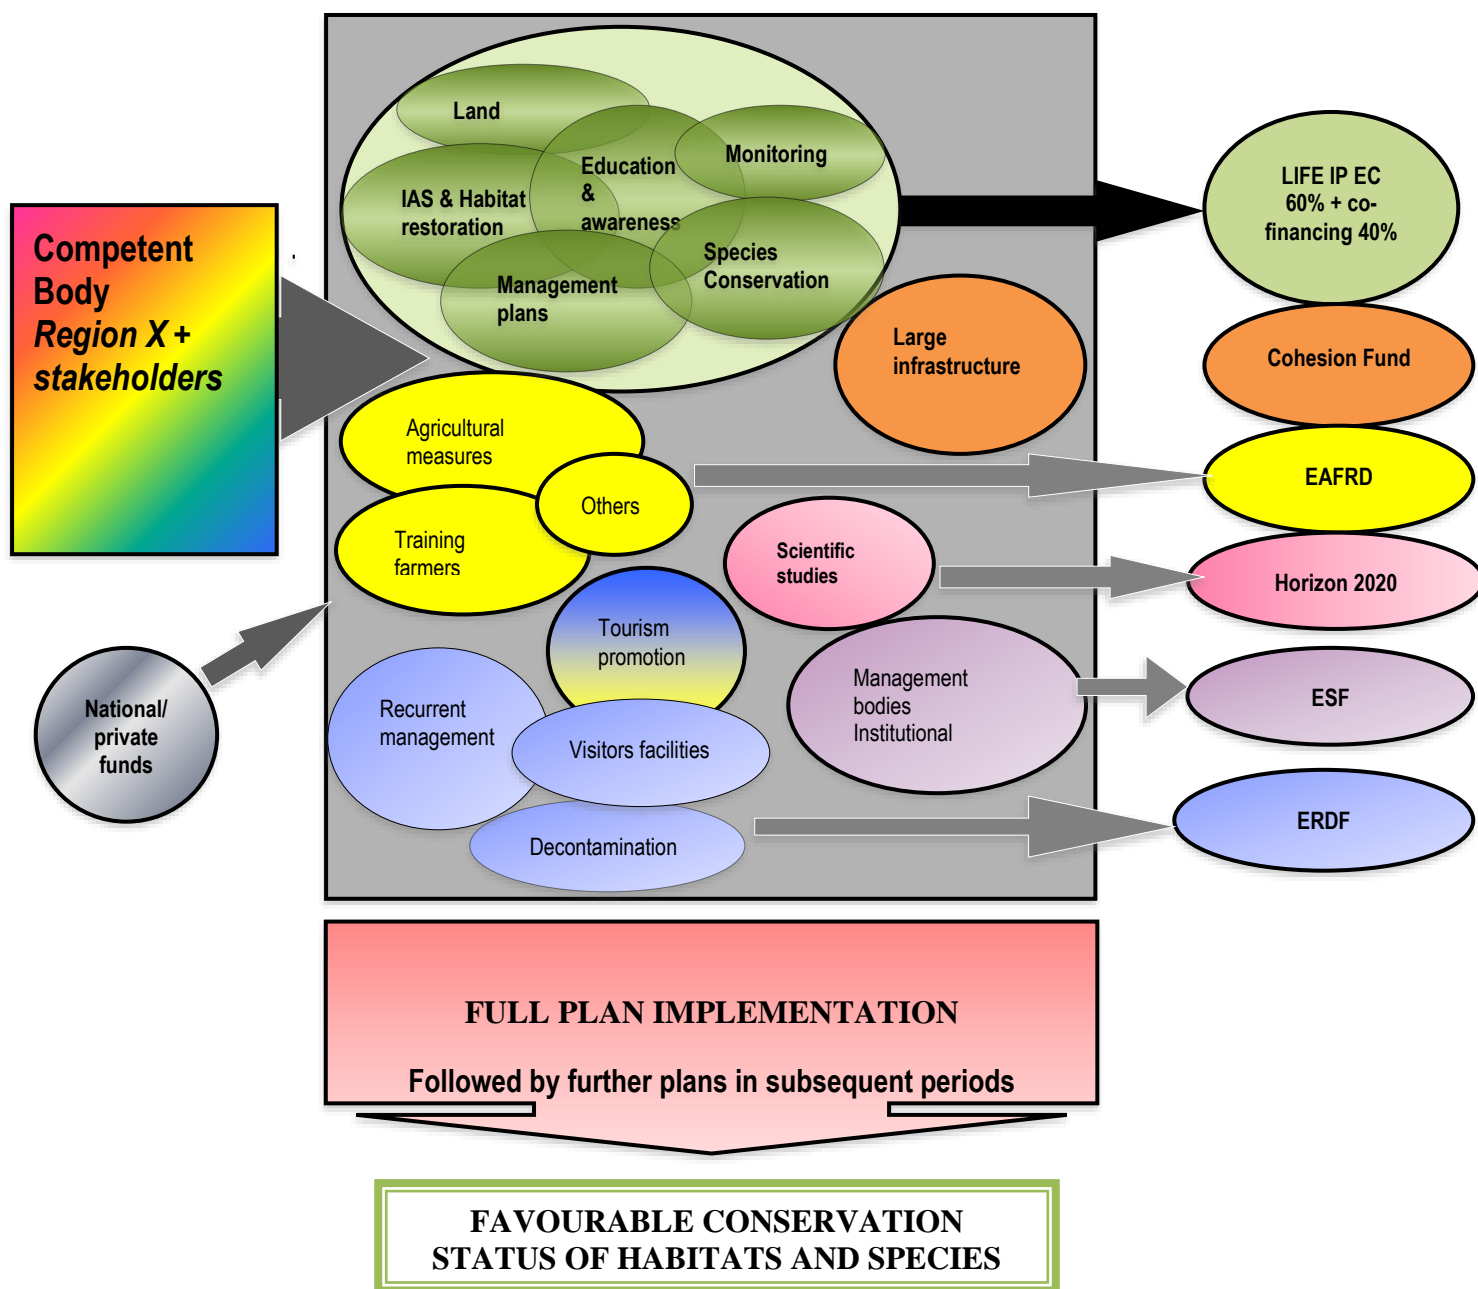 Competent
Body
Region X +
stakeholders
National/
private
funds
Land
Education
&
awareness
Monitoring
IAS & Habitat
restoration
Species
Conservation
Management
plans
Large
infrastructure
Agricultural
measures
Others
Training
farmers
Scientific
studies
Tourism
promotion
Management
bodies
Institutional
Recurrent
management
Visitors facilities
Decontamination
LIFE IP EC
60% + co-
financing 40%
Cohesion Fund
EAFRD
Horizon 2020
ESF
ERDF
FULL PLAN IMPLEMENTATION
Followed by further plans in subsequent periods
FAVOURABLE CONSERVATION
STATUS OF HABITATS AND SPECIES